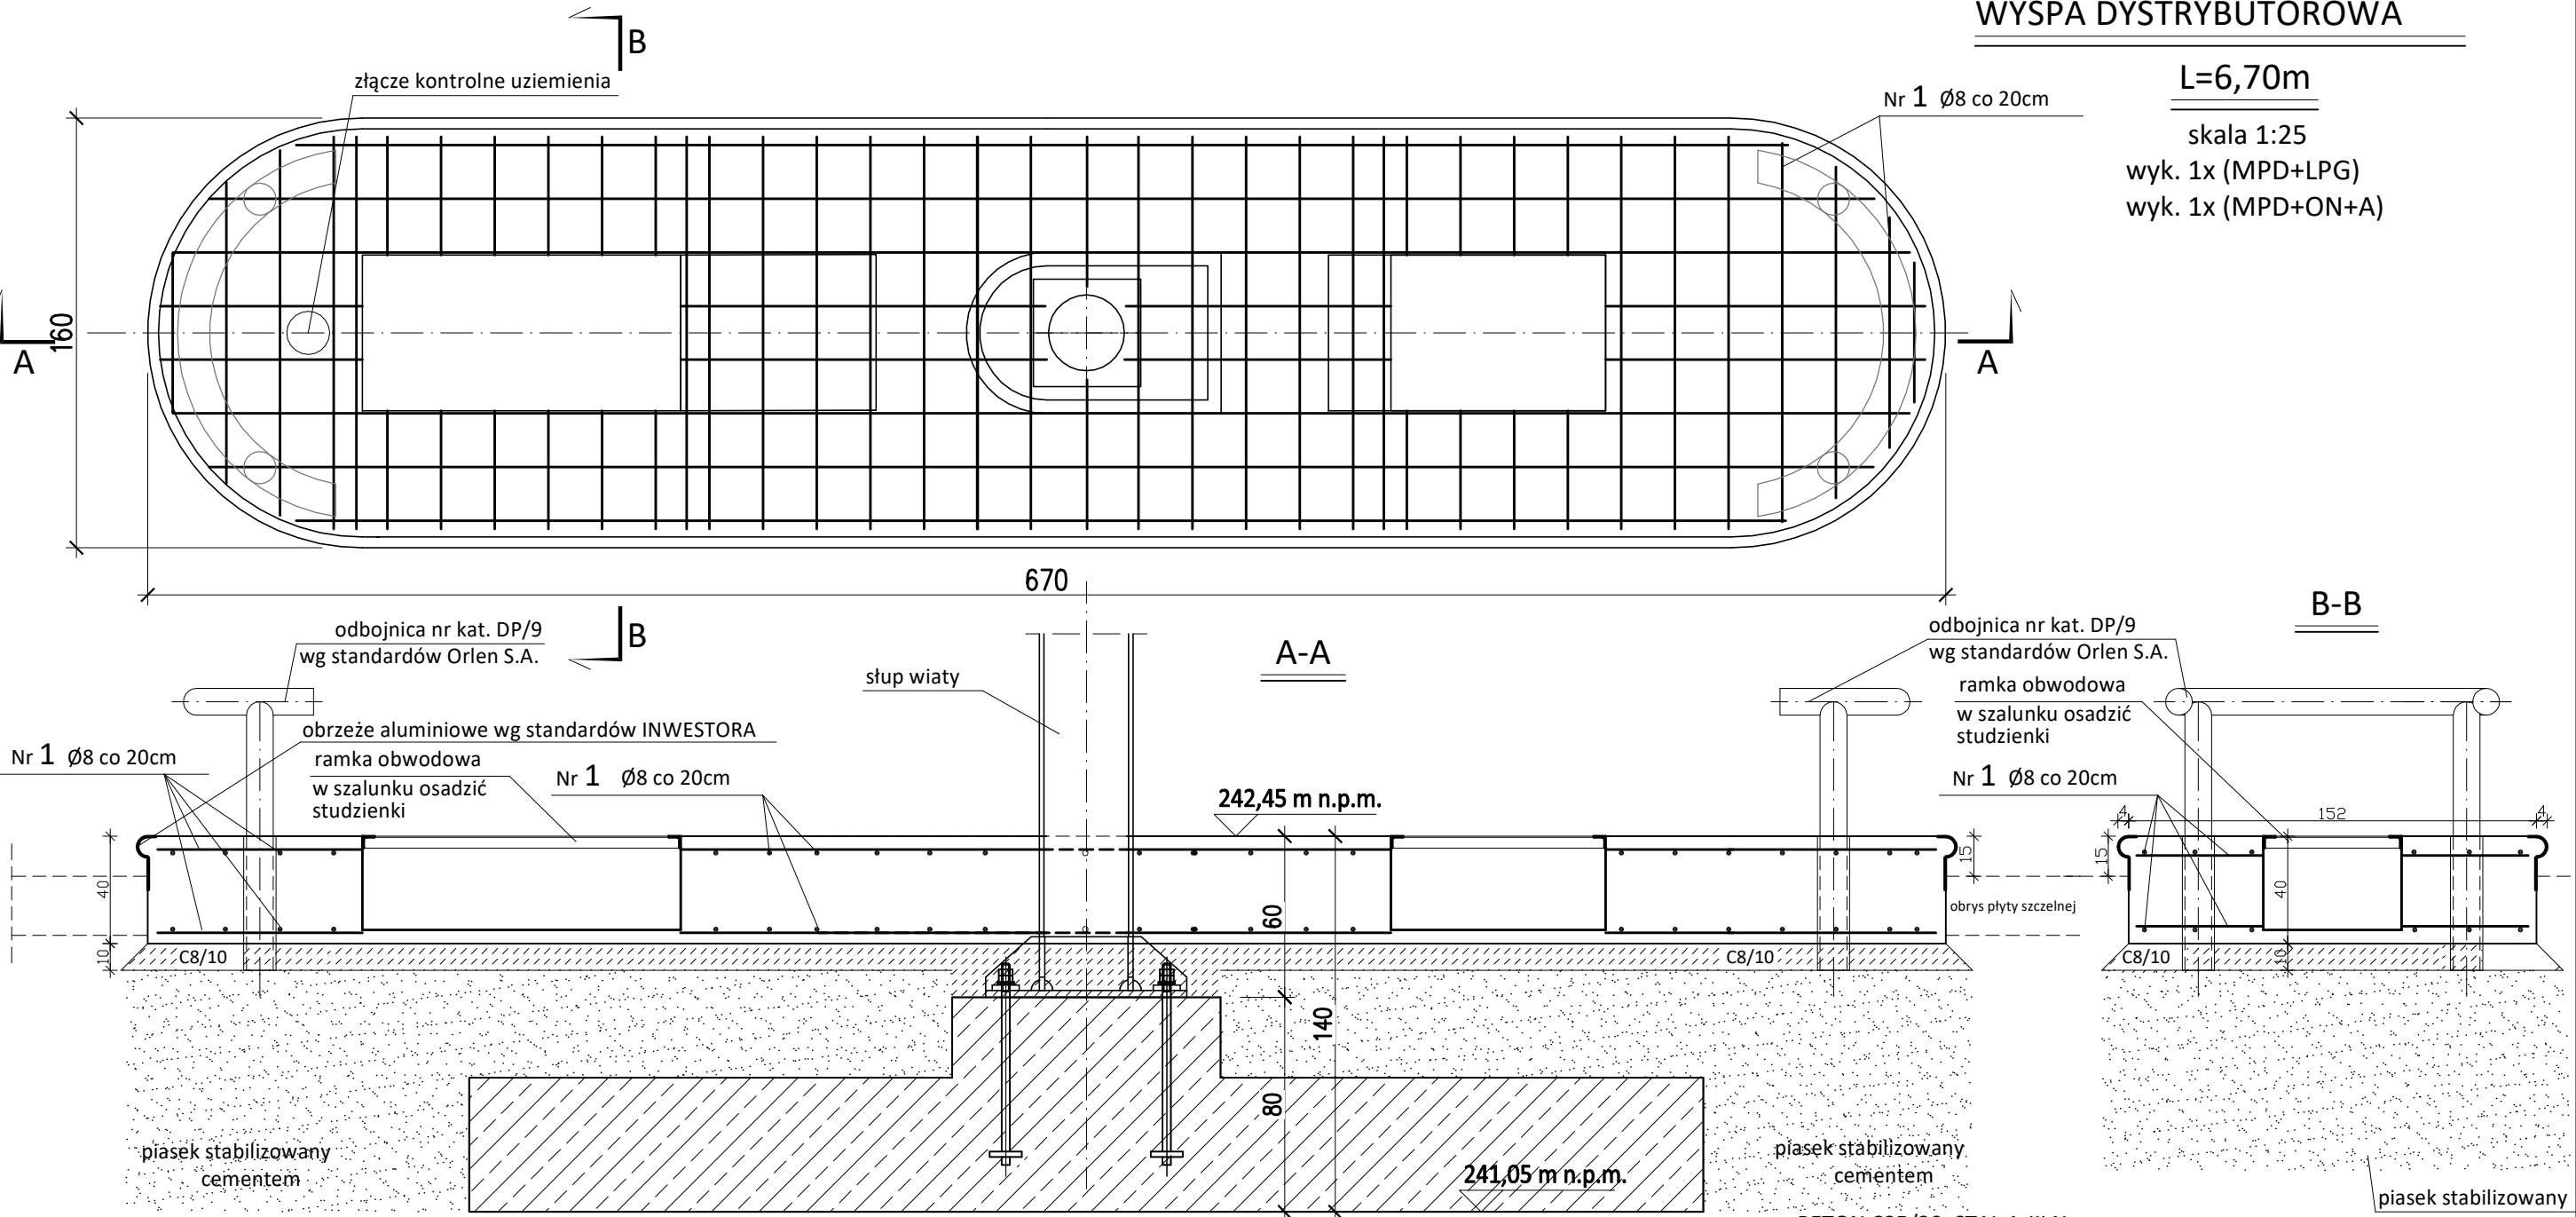 WYSPA DYSTRYBUTOROWA
L=6,70m
skala 1:25
wyk. 1x (MPD+LPG)
wyk. 1x (MPD+ON+A)
B
złącze kontrolne uziemienia
Nr 1 Ø8 co 20cm
160
A
A
670
B
odbojnica nr kat. DP/9
wg standardów Orlen S.A.
obrzeże aluminiowe wg standardów INWESTORA
Nr 1 Ø8 co 20cm
ramka obwodowa
w szalunku osadzić
studzienki
Nr 1 Ø8 co 20cm
słup wiaty
A-A
242,45 m n.p.m.
40
10
C8/10
60
140
80
15
obrys płyty szczelnej
C8/10
piasek stabilizowany
cementem
241,05 m n.p.m.
piasek stabilizowany
cementem
B-B
odbojnica nr kat. DP/9
wg standardów Orlen S.A.
ramka obwodowa
w szalunku osadzić
studzienki
Nr 1 Ø8 co 20cm
4
152
4
15
40
10
C8/10
piasek stabilizowany